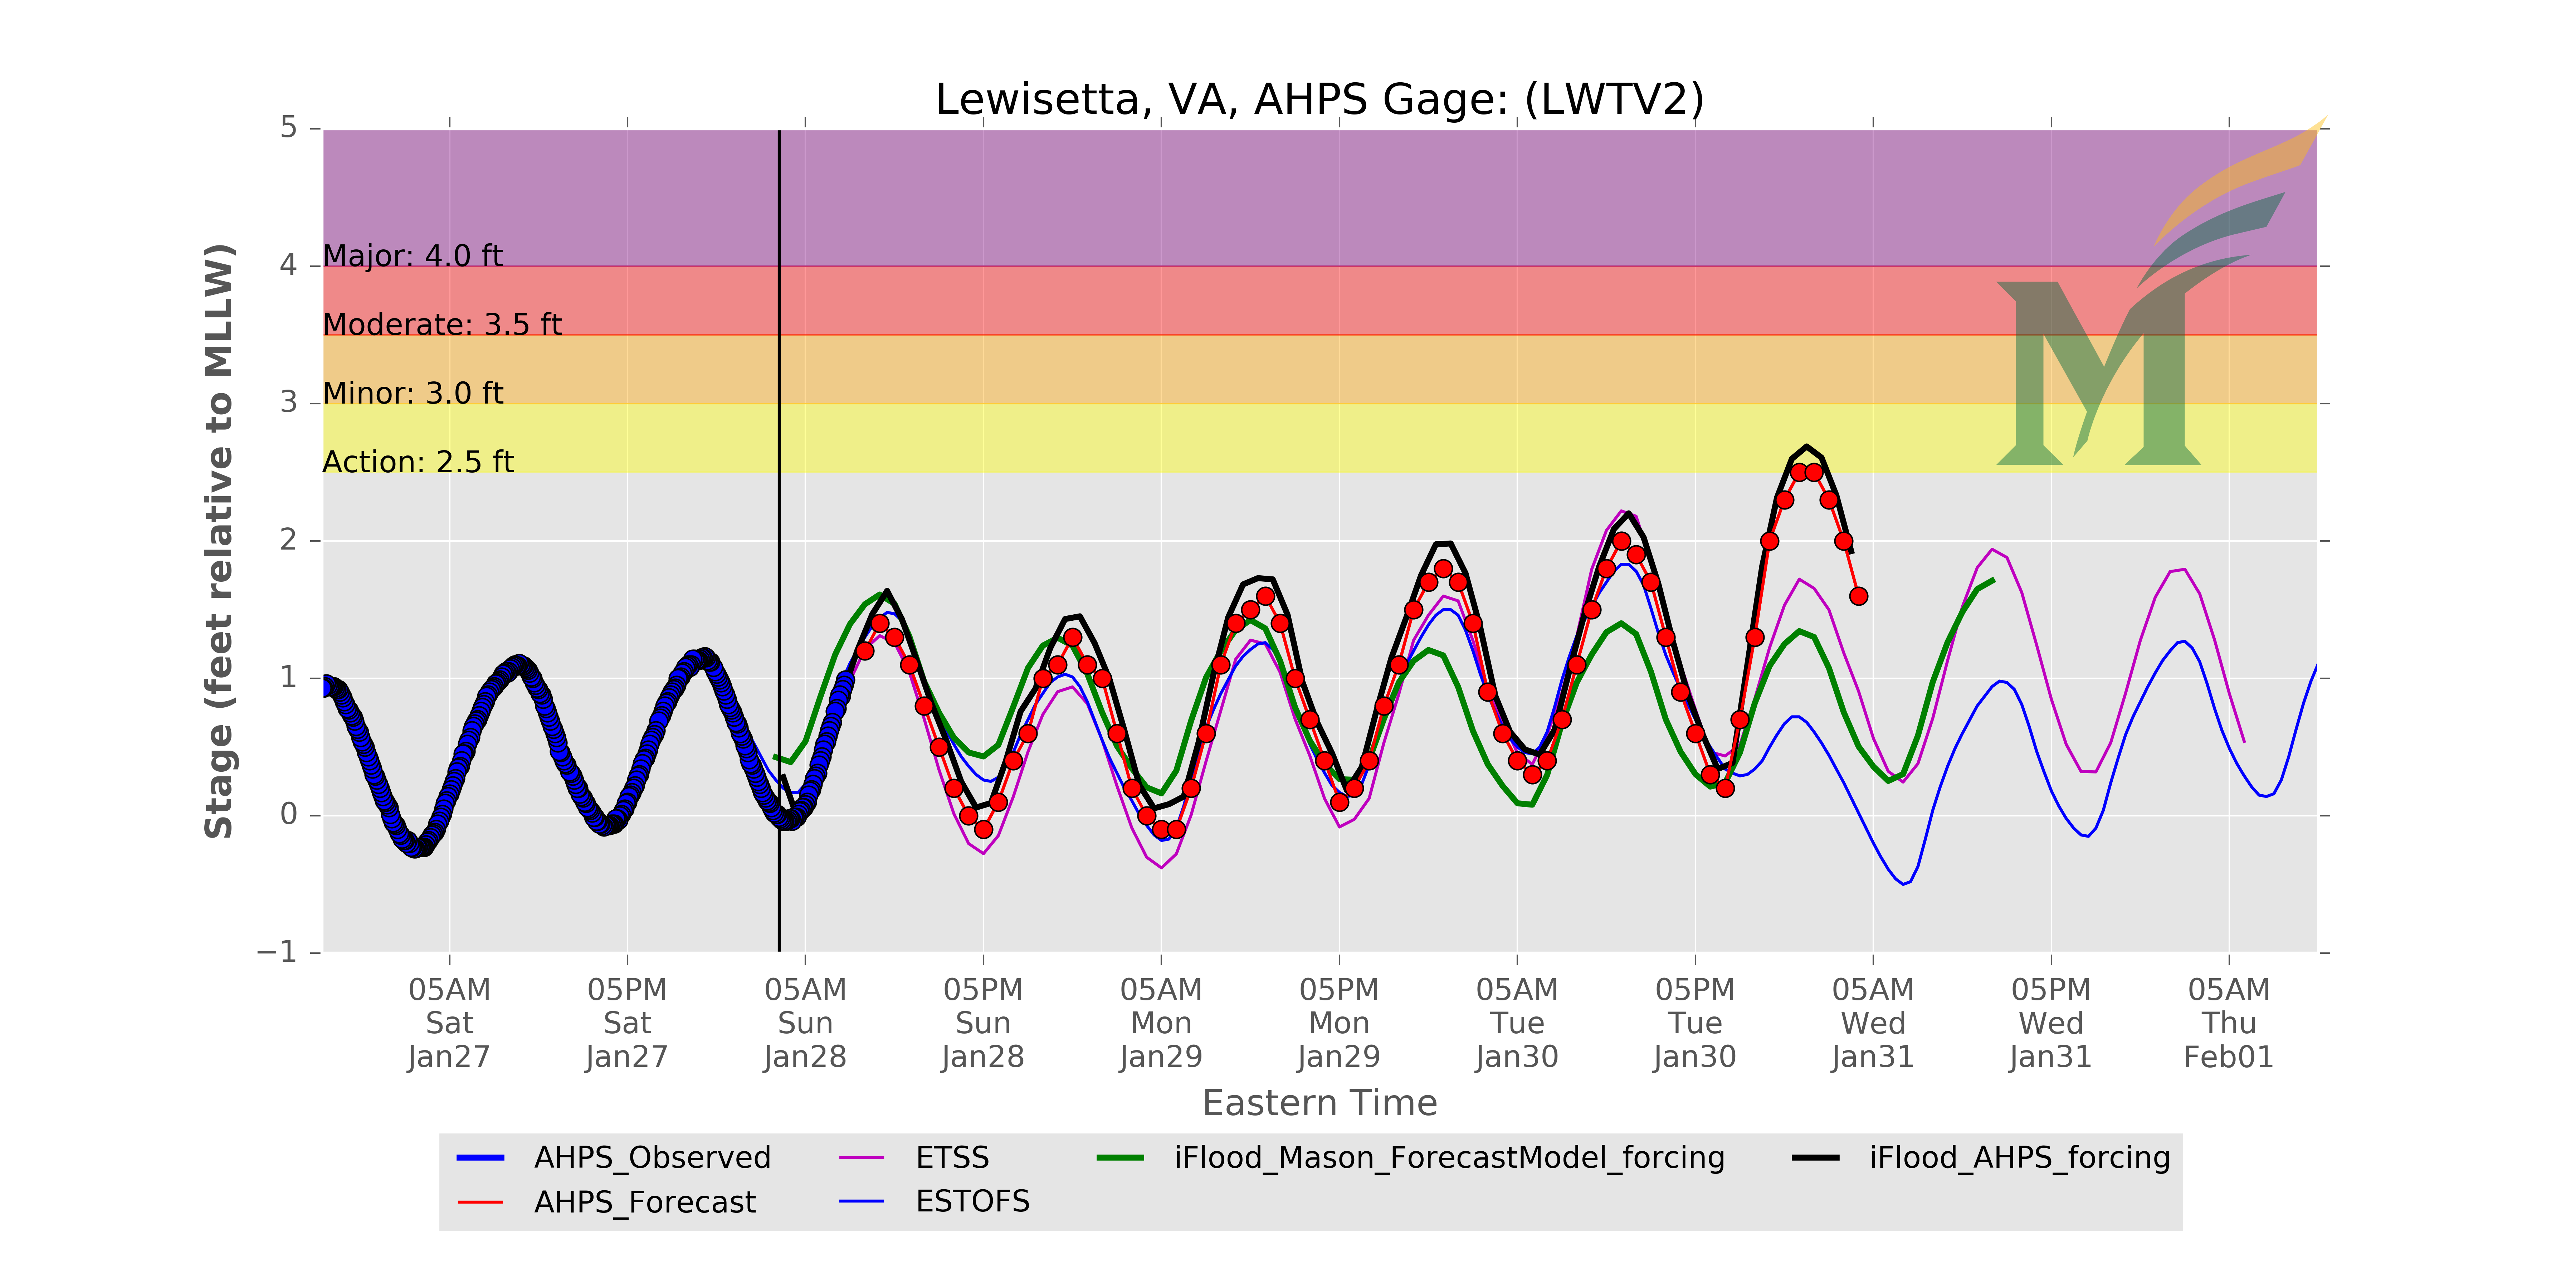 Lewisetta, VA, AHPS Gage: (LWTV2)
Stage (feet relative to MLLW)
5
4
3
2
1
0
−1
Major: 4.0 ft
Moderate: 3.5 ft
Minor: 3.0 ft
Action: 2.5 ft
M
05AM 05PM 05AM 05PM 05AM 05PM 05AM 05PM 05AM 05PM 05AM
Sat Sat Sun Sun Mon Mon Tue Tue Wed Wed Thu
Jan27 Jan27 Jan28 Jan28 Jan29 Jan29 Jan30 Jan30 Jan31 Jan31 Feb01
Eastern Time
AHPS_Observed ETSS iFlood_Mason_ForecastModel_forcing iFlood_AHPS_forcing
AHPS_Forecast ESTOFS